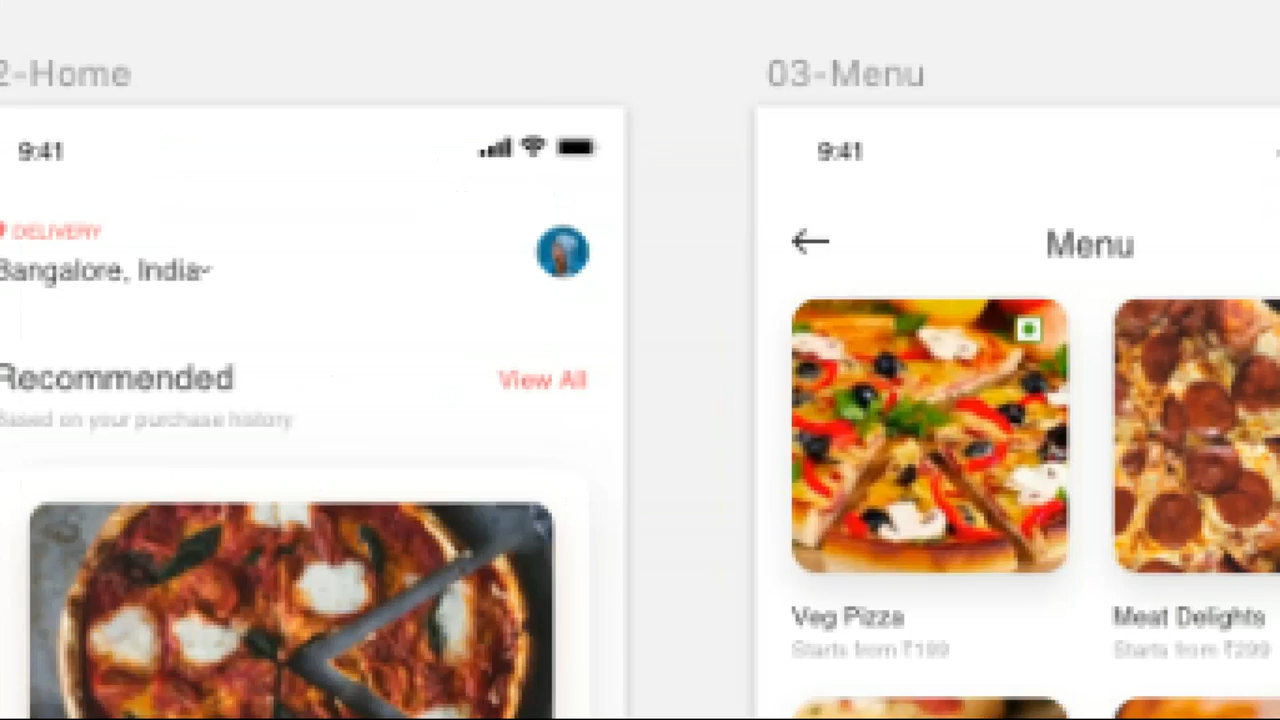 2-Home
9:41
DELIVERY
Bangalore, India
Recommended
View All
Based on your purchase history
03-Menu
9:41
Menu
Veg Pizza
Starts from ₹199
Meat Delights
Starts from ₹299